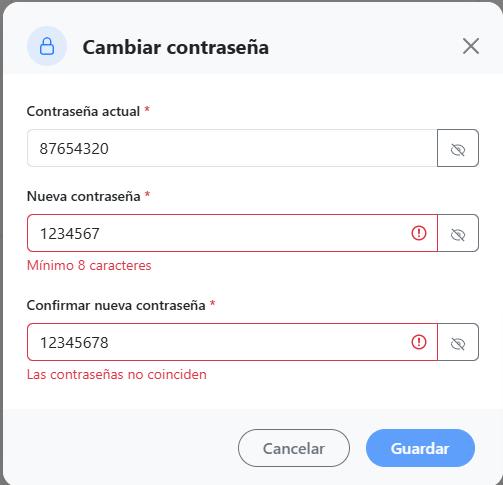 Cambiar contraseña
Contraseña actual *
87654320
Nueva contraseña *
1234567
Mínimo 8 caracteres
Confirmar nueva contraseña *
12345678
Las contraseñas no coinciden
Cancelar Guardar